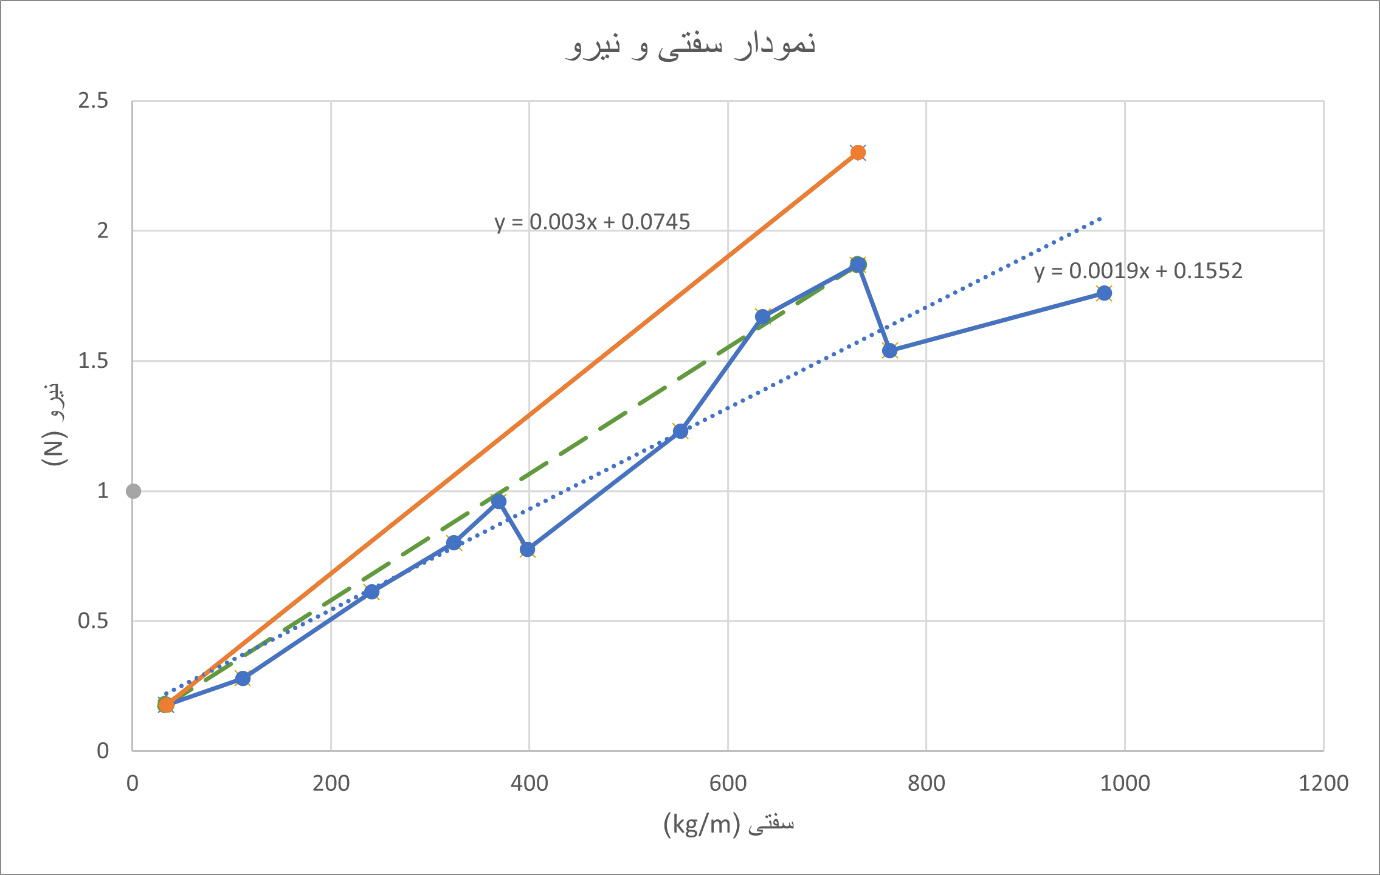 نمودار سفتی و نیرو
2.5
2
1.5
1
0.5
0
نیرو (N)
y = 0.003x + 0.0745
y = 0.0019x + 0.1552
0 200 400 600 800 1000 1200
سفتی (kg/m)